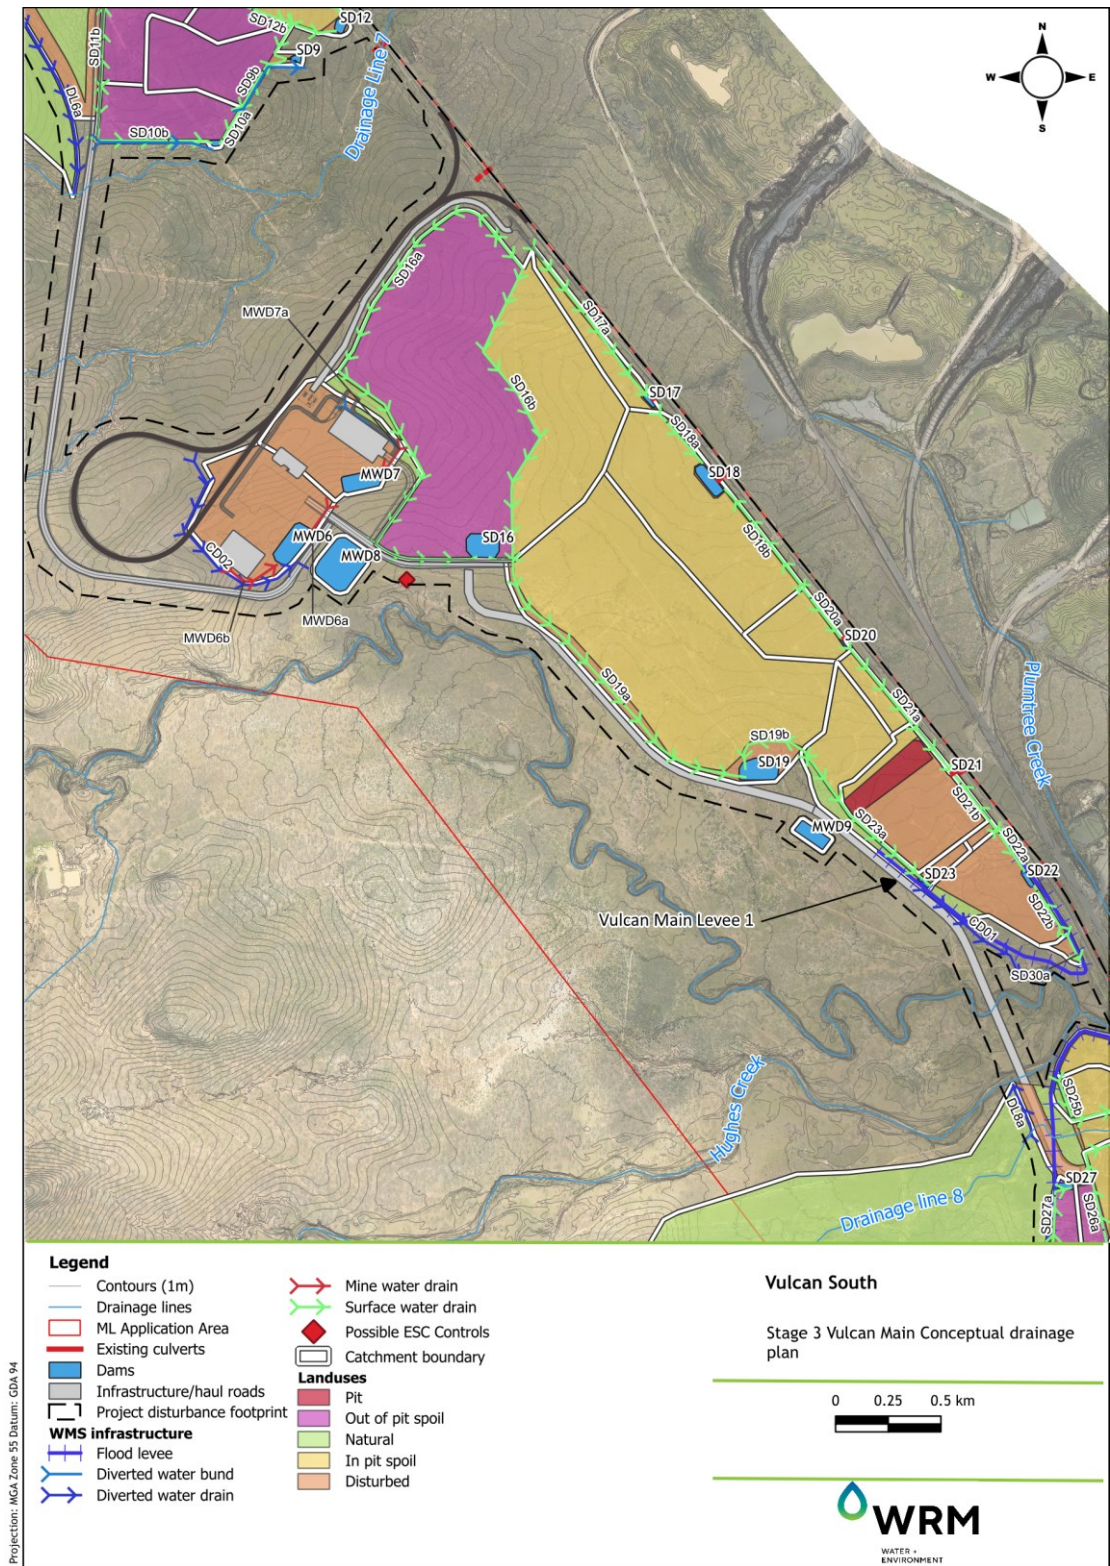 SD12
SD12b
SD11b
SD9
SD9b
DL6a
SD10a
SD10b
Drainage Line 7
N
W
E
S
SD16a
MWD7a
SD17a
SD16b
SD17
SD18a
SD18
MWD7
SD18b
MWD6
SD16
MWD8
CD02
SD20a
MWD6a
MWD6b
SD20
SD19a
SD21a
Plumtree Creek
SD19b
SD19
SD21
SD21b
MWD9
SD23a
SD22a
SD23
SD22
Vulcan Main Levee 1
CD01
SD22b
SD30a
Hughes Creek
DL8a
SD25b
SD27
Drainage line 8
SD27a
SD26a
Legend
Contours (1m)
Drainage lines
ML Application Area
Existing culverts
Dams
Infrastructure/haul roads
Project disturbance footprint
WMS infrastructure
Flood levee
Diverted water bund
Diverted water drain
Mine water drain
Surface water drain
Possible ESC Controls
Catchment boundary
Landuses
Pit
Out of pit spoil
Natural
In pit spoil
Disturbed
Vulcan South
Stage 3 Vulcan Main Conceptual drainage
plan
0 0.25 0.5 km
WRM
WATER +
ENVIRONMENT
Projection: MGA Zone 55 Datum: GDA 94